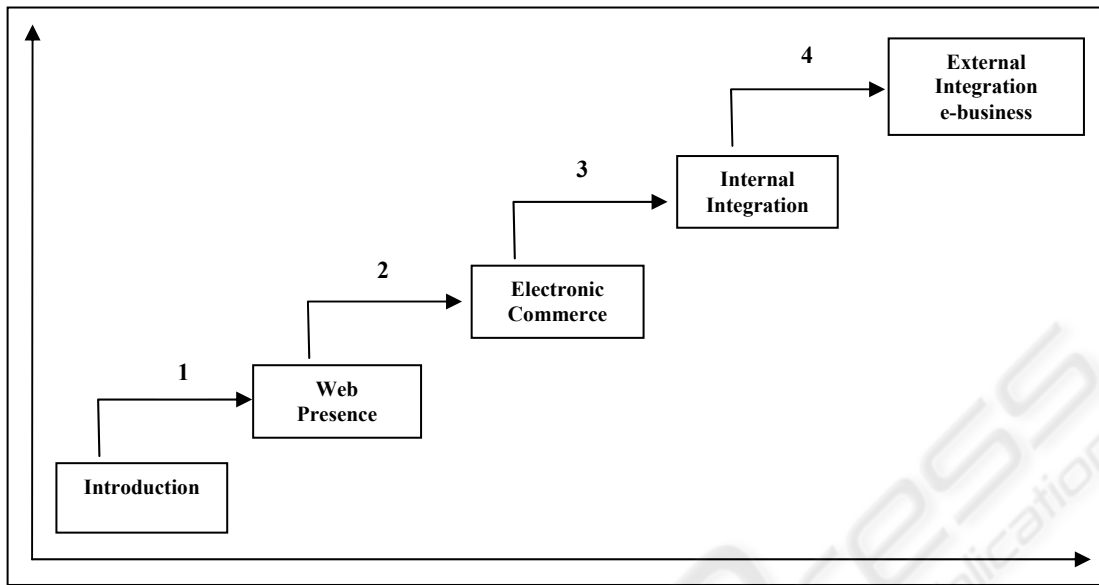 4
External
Integration
e-business
3
Internal
Integration
2
Electronic
Commerce
1
Web
Presence
Introduction